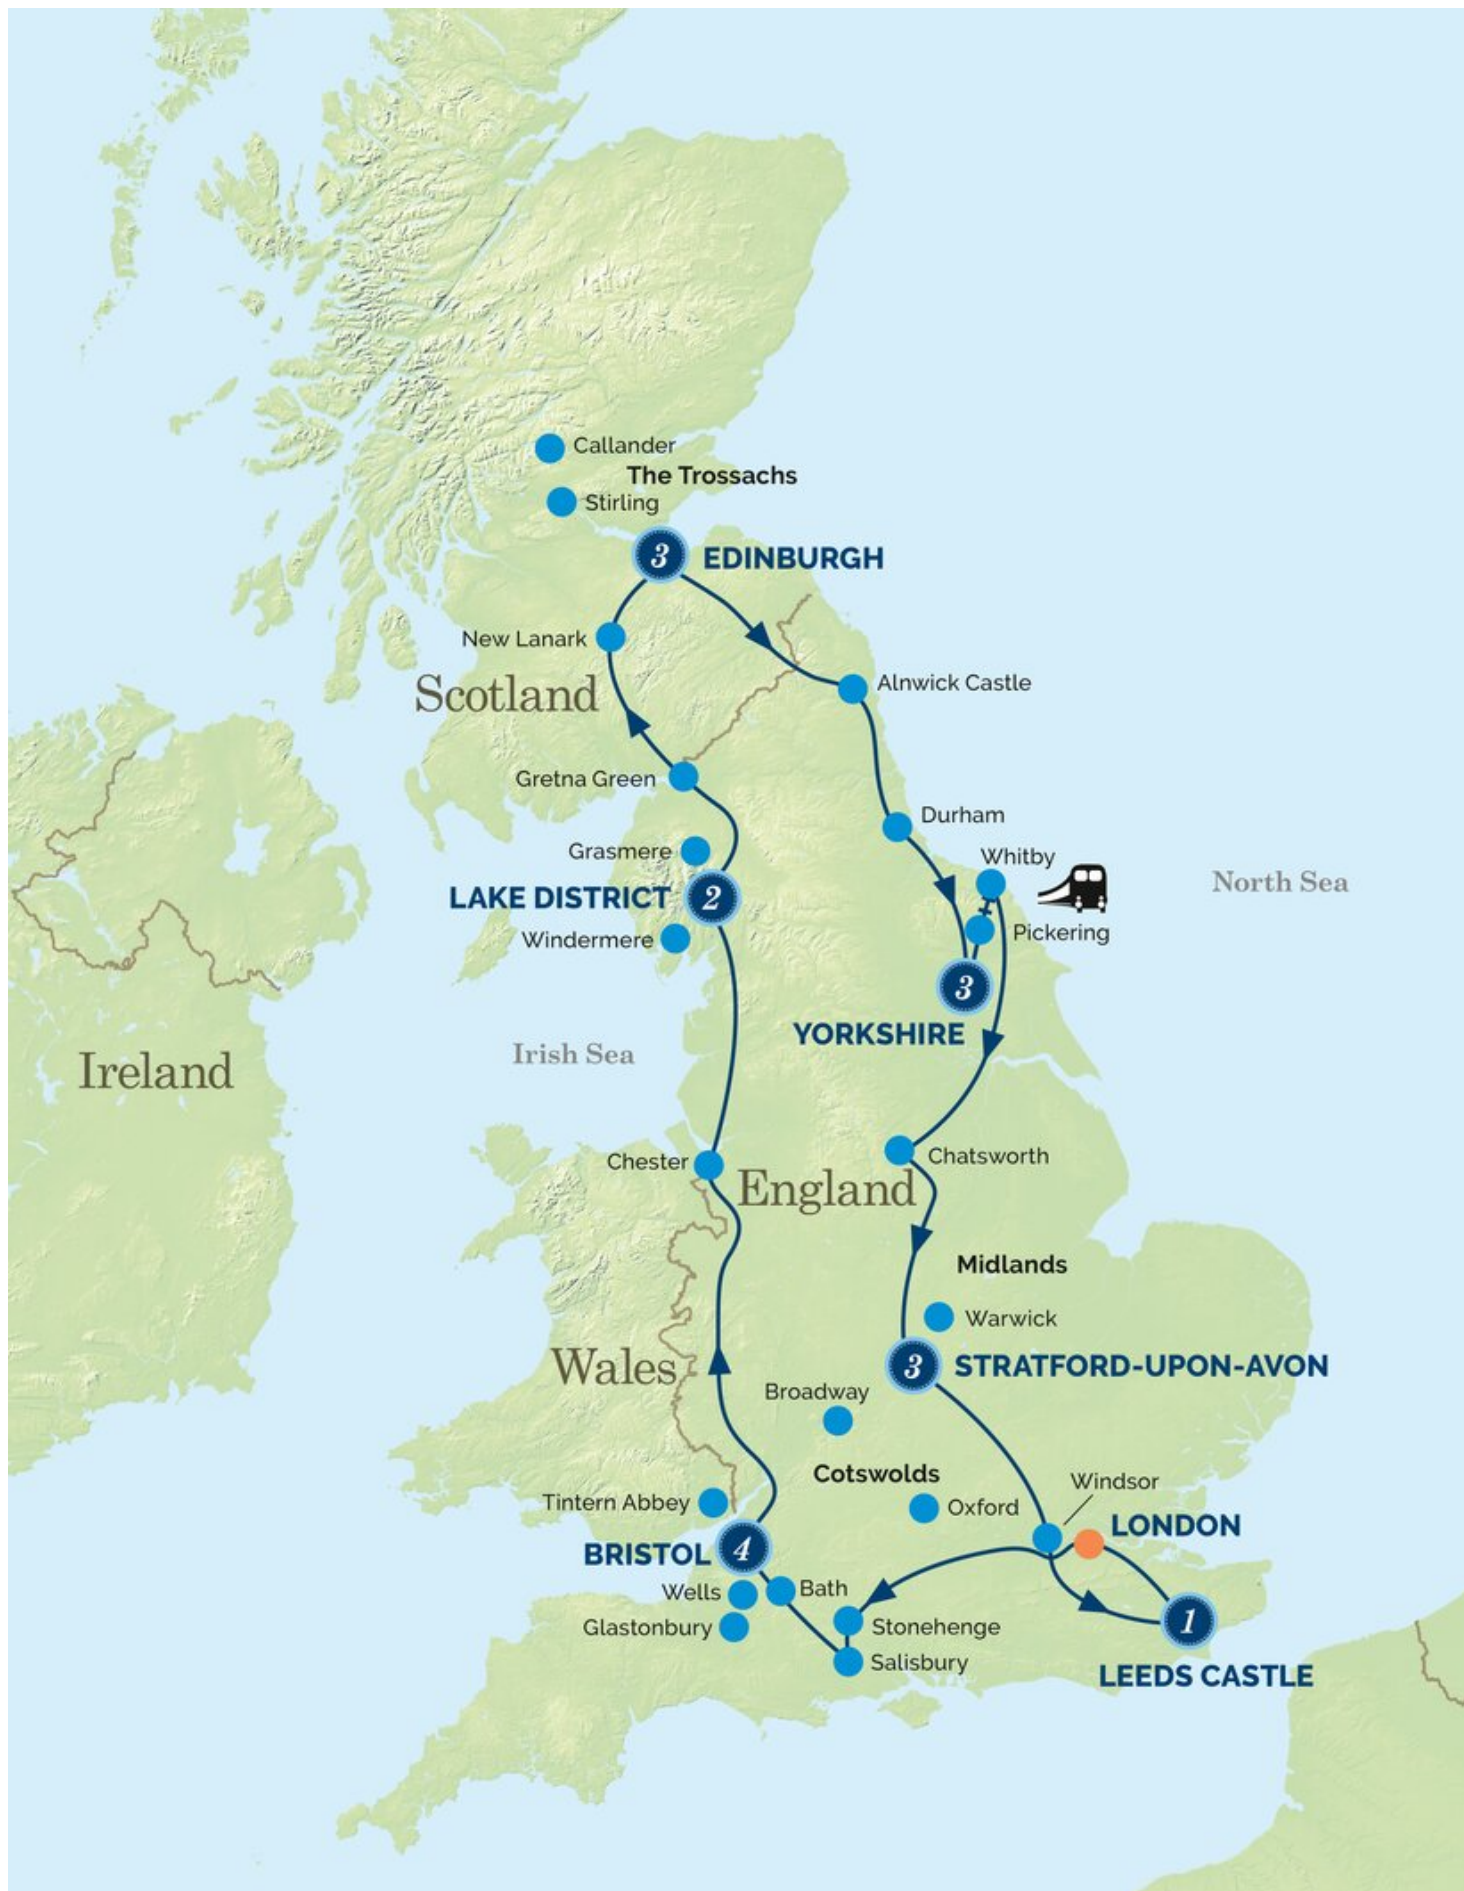 Callander
The Trossachs
Stirling
3 EDINBURGH
New Lanark
Scotland
Alnwick Castle
Gretna Green
Durham
Grasmere
Whitby
North Sea
LAKE DISTRICT 2
Windermere
Pickering
3
YORKSHIRE
Irish Sea
Ireland
Chester
Chatsworth
England
Midlands
Warwick
Wales
3 STRATFORD-UPON-AVON
Broadway
Cotswolds
Windsor
Tintern Abbey
Oxford
LONDON
BRISTOL 4
Wells
Bath
Glastonbury
Stonehenge
1
Salisbury
LEEDS CASTLE